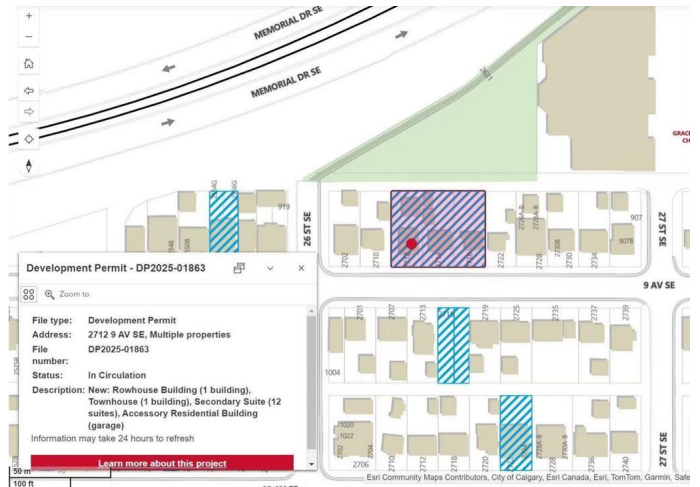 MEMORIAL DR SE
MEMORIAL DR SE
2631
919
26 ST SE
2702
2710
2722
2728
2730B
2730
2734
907
907B
27 ST SE
9 AV SE
Development Permit - DP2025-01863
Zoom to
File type: Development Permit
Address: 2712 9 AV SE, Multiple properties
File number: DP2025-01863
Status: In Circulation
Description: New: Rowhouse Building (1 building),
Townhouse (1 building), Secondary Suite (12
suites), Accessory Residential Building
(garage)
Information may take 24 hours to refresh
Learn more about this project
2701
2707
2713
2719
2725
2735
2737
2739
1004
1020
1022
2702
2704
2706
2710
2712
2718
2720
2730A-B
2736
2740
27 ST SE
50 m
100 ft
Esri Community Maps Contributors, City of Calgary, Esri Canada, Esri, TomTom, Garmin, Safe